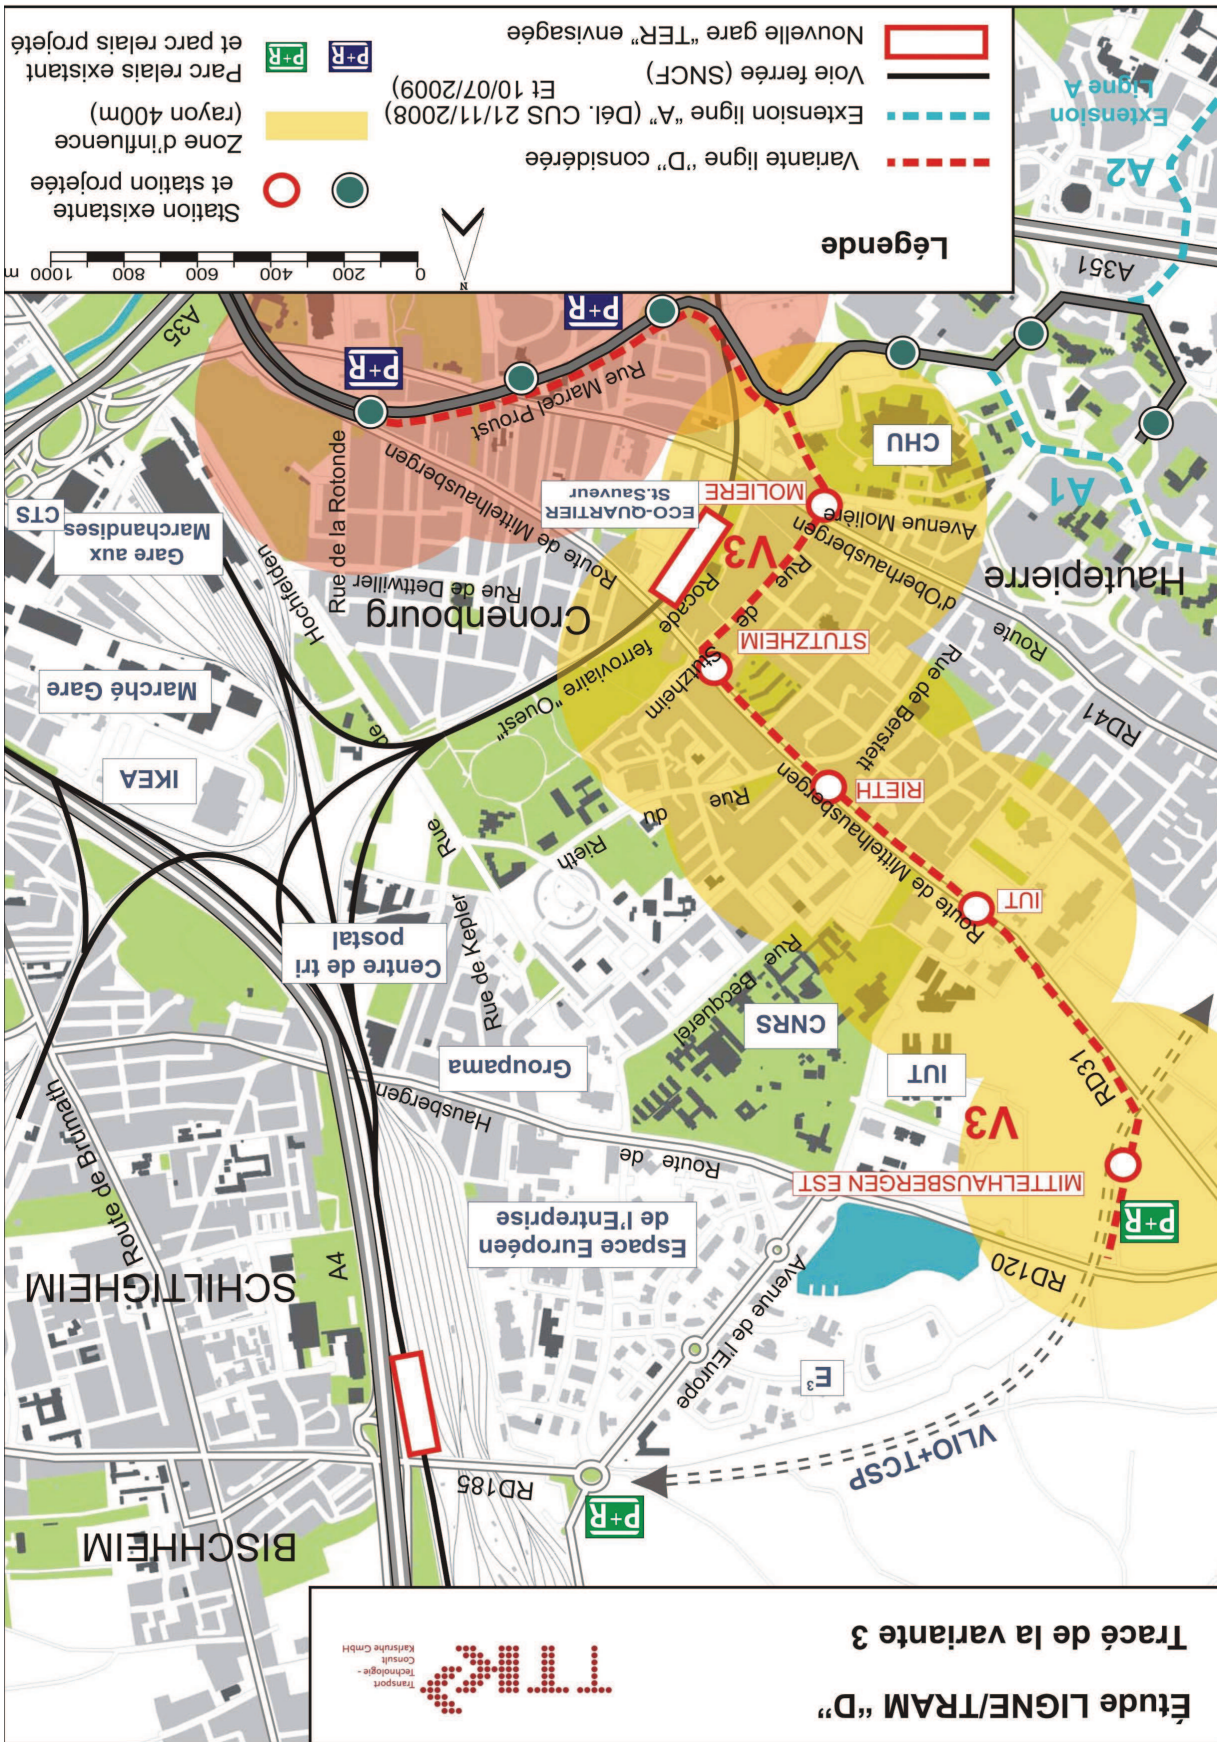 Étude LIGNE/TRAM "D"
Tracé de la variante 3
TTK
Transport
Technologie -
Consult
Karlsruhe GmbH
BISCHHEIM
P+R
RD185
VLIO+TCSP
E³
Avenue de l'Europe
A4
SCHILTIGHEIM
Route de Brumath
Espace Européen
de l'Entreprise
RD120
P+R
MITTELHAUSBERGEN EST
Route de Hausbergen
V3
RD31
IUT
CNRS
Groupama
Rue Becquerel
Rue de Kepler
Centre de tri
postal
IUT
Route de Mittelhausbergen
Rue du Rieth
Rue de Hochfelden
IKEA
RIETH
RD41
Rue de Berstett
Marché Gare
STUTZHEIM
Rue de Stutzheim
Rocade ferroviaire "Ouest"
Cronenbourg
Rue de Dettwiller
Rue de la Rotonde
Gare aux
Marchandises
CTS
Hautepierre
Route d'Oberhausbergen
V3
MOLIERE
Avenue Molière
ECO-QUARTIER
St.Sauveur
Route de Mittelhausbergen
A1
CHU
Rue Marcel Proust
P+R
P+R
A35
A351
A2
Extension
Ligne A
Légende
N
0 200 400 600 800 1000 m
Variante ligne "D" considérée
Extension ligne "A" (Dél. CUS 21/11/2008)
Et 10/07/2009)
Voie ferrée (SNCF)
Nouvelle gare "TER" envisagée
Station existante
et station projetée
Zone d'influence
(rayon 400m)
P+R P+R
Parc relais existant
et parc relais projeté